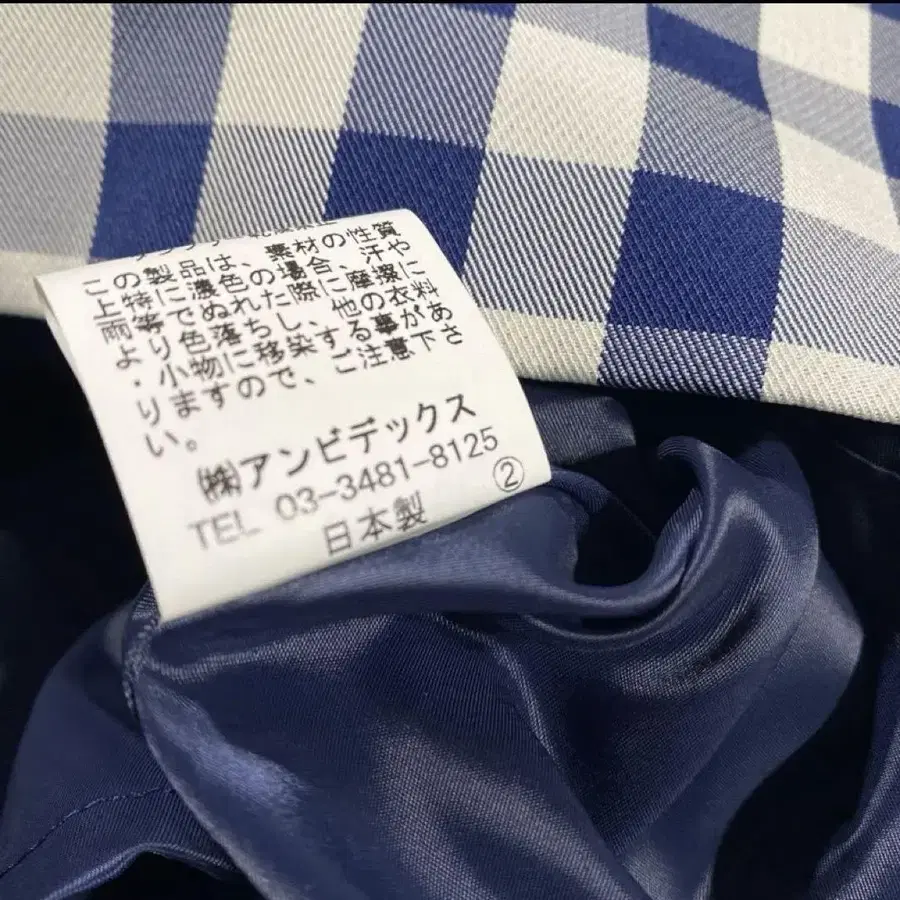 この製品は、素材の性質
上特に濃色の場合、汗や
雨等でぬれた際に摩擦に
より色落ちし、他の衣料
・小物に移染する事があ
りますので、ご注意下さ
い。
㈱アンビデックス
TEL 03-3481-8125
日本製 ②